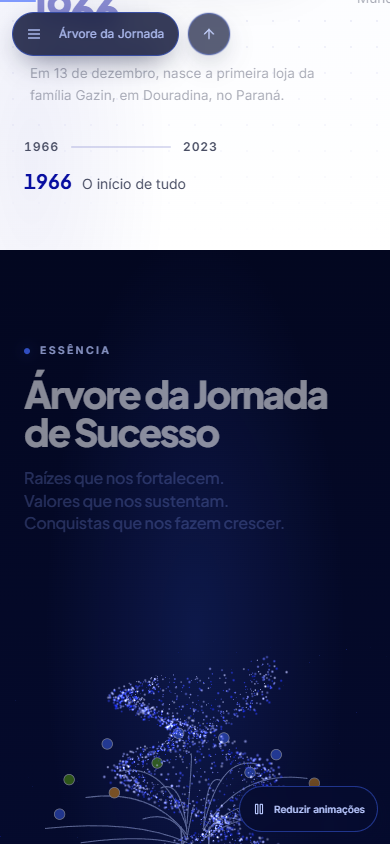 1966
Árvore da Jornada
Em 13 de dezembro, nasce a primeira loja da
família Gazin, em Douradina, no Paraná.
1966 2023
1966 O início de tudo
ESSÊNCIA
Árvore da Jornada
de Sucesso
Raízes que nos fortalecem.
Valores que nos sustentam.
Conquistas que nos fazem crescer.
Reduzir animações